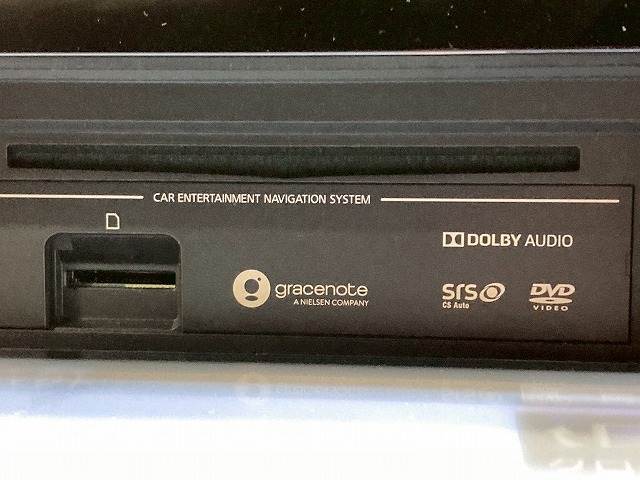 CAR ENTERTAINMENT NAVIGATION SYSTEM
DOLBY AUDIO
gracenote
A NIELSEN COMPANY
SRS
CS Auto
DVD
VIDEO